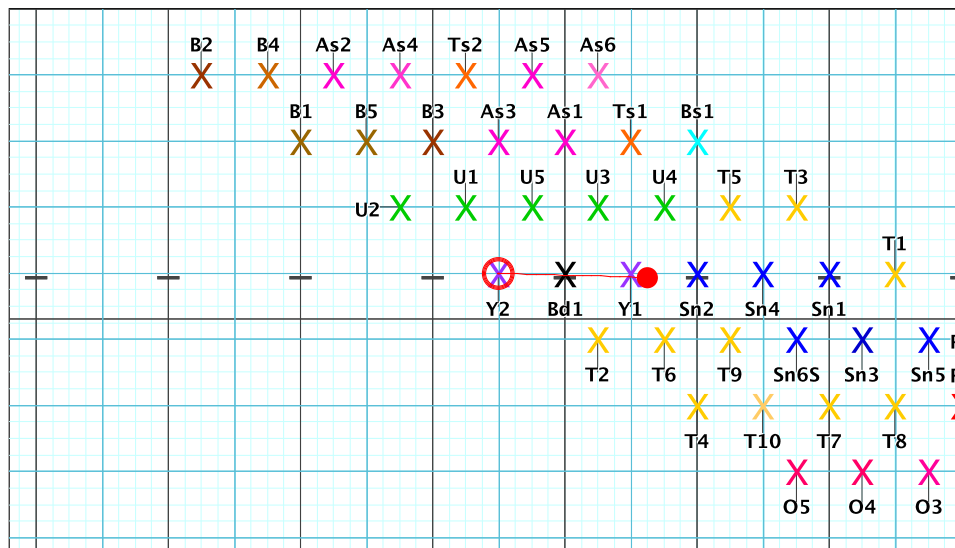 B2 B4 As2 As4 Ts2 As5 As6
B1 B5 B3 As3 As1 Ts1 Bs1
U1 U5 U3 U4 T5 T3
U2
T1
Y2 Bd1 Y1 Sn2 Sn4 Sn1
T2 T6 T9 Sn6S Sn3 Sn5
T4 T10 T7 T8
O5 O4 O3